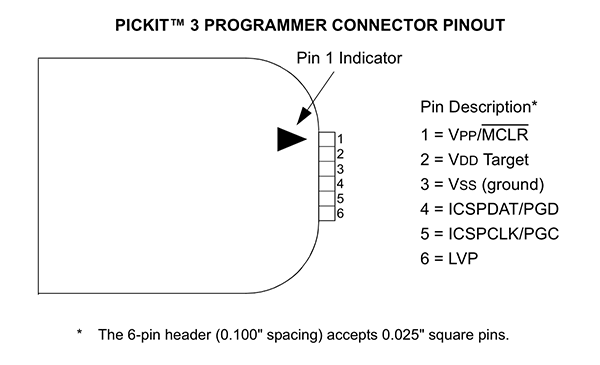 PICKIT™ 3 PROGRAMMER CONNECTOR PINOUT
Pin 1 Indicator
Pin Description*
1 = VPP/MCLR
2 = VDD Target
3 = VSS (ground)
4 = ICSPDAT/PGD
5 = ICSPCLK/PGC
6 = LVP
1
2
3
4
5
6
* The 6-pin header (0.100" spacing) accepts 0.025" square pins.